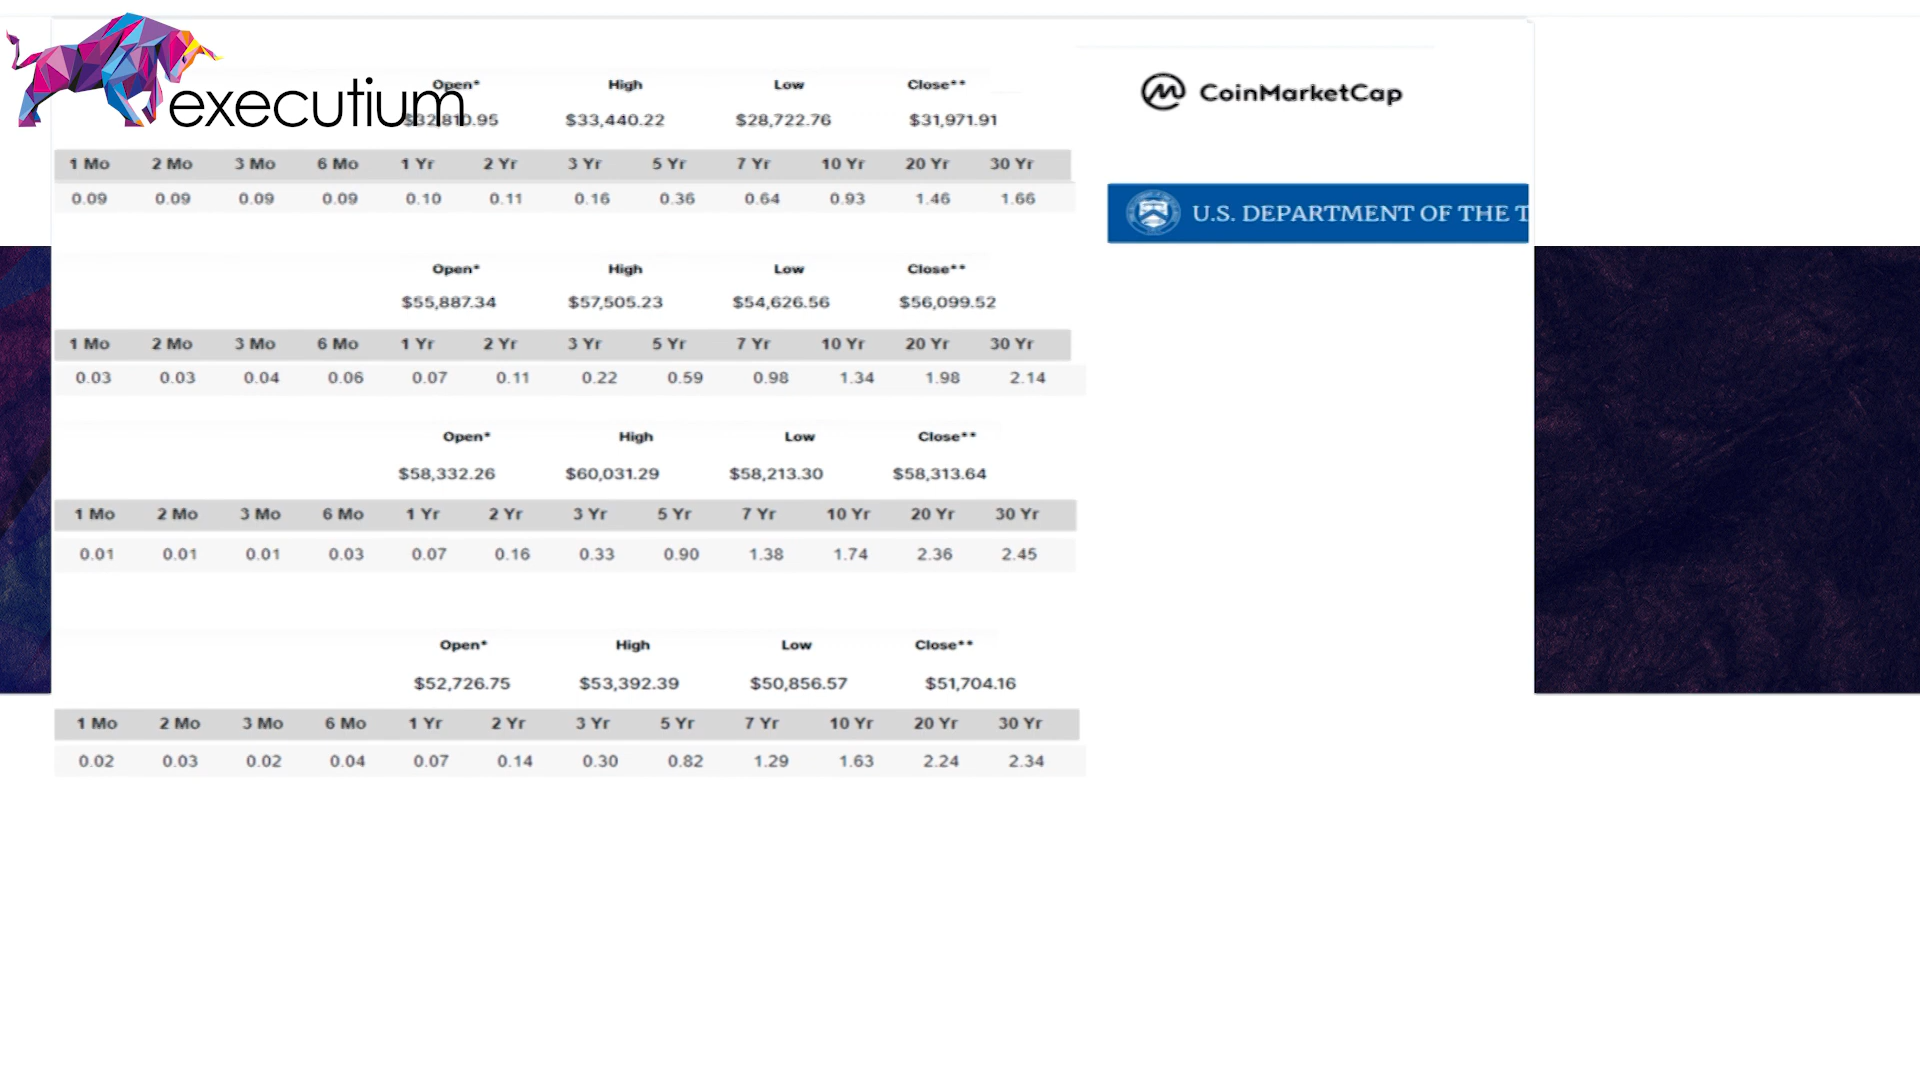 executium
Open* High Low Close**
$32,810.95 $33,440.22 $28,722.76 $31,971.91
CoinMarketCap
1 Mo 2 Mo 3 Mo 6 Mo 1 Yr 2 Yr 3 Yr 5 Yr 7 Yr 10 Yr 20 Yr 30 Yr
0.09 0.09 0.09 0.09 0.10 0.11 0.16 0.36 0.64 0.93 1.46 1.66
U.S. DEPARTMENT OF THE T
Open* High Low Close**
$55,887.34 $57,505.23 $54,626.56 $56,099.52
1 Mo 2 Mo 3 Mo 6 Mo 1 Yr 2 Yr 3 Yr 5 Yr 7 Yr 10 Yr 20 Yr 30 Yr
0.03 0.03 0.04 0.06 0.07 0.11 0.22 0.59 0.98 1.34 1.98 2.14
Open* High Low Close**
$58,332.26 $60,031.29 $58,213.30 $58,313.64
1 Mo 2 Mo 3 Mo 6 Mo 1 Yr 2 Yr 3 Yr 5 Yr 7 Yr 10 Yr 20 Yr 30 Yr
0.01 0.01 0.01 0.03 0.07 0.16 0.33 0.90 1.38 1.74 2.36 2.45
Open* High Low Close**
$52,726.75 $53,392.39 $50,856.57 $51,704.16
1 Mo 2 Mo 3 Mo 6 Mo 1 Yr 2 Yr 3 Yr 5 Yr 7 Yr 10 Yr 20 Yr 30 Yr
0.02 0.03 0.02 0.04 0.07 0.14 0.30 0.82 1.29 1.63 2.24 2.34